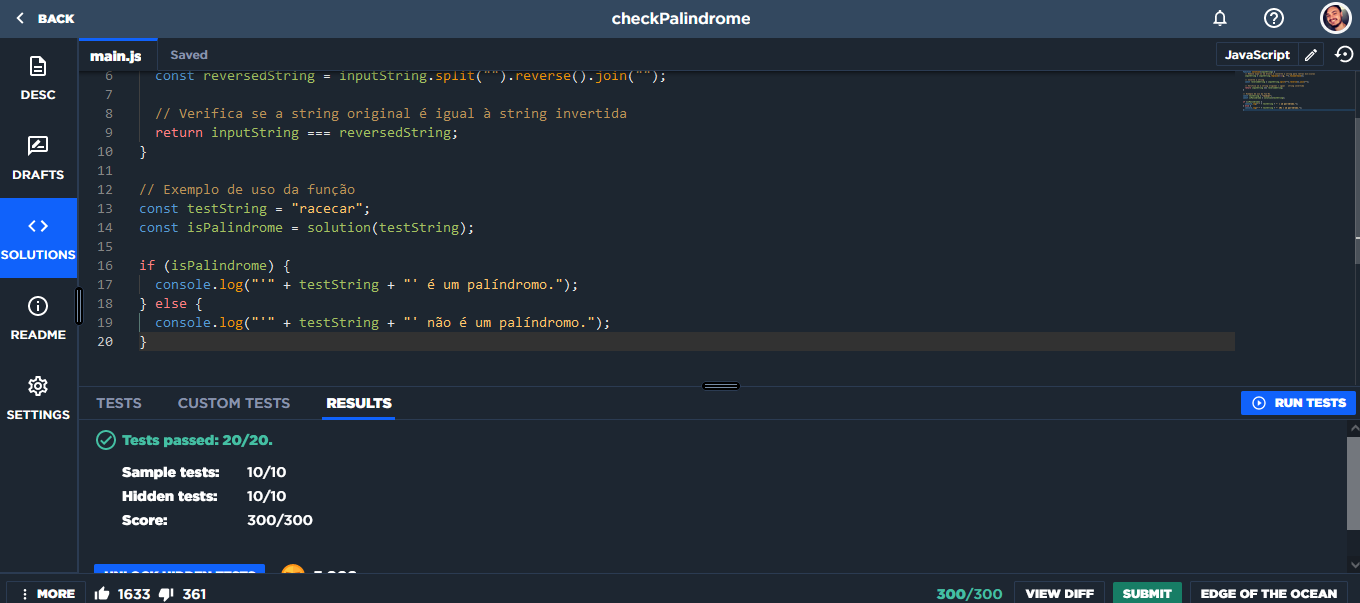 BACK
checkPalindrome
DESC
DRAFTS
SOLUTIONS
README
SETTINGS
main.js Saved
JavaScript
6 const reversedString = inputString.split("").reverse().join("");
7
8 // Verifica se a string original é igual à string invertida
9 return inputString === reversedString;
10 }
11
12 // Exemplo de uso da função
13 const testString = "racecar";
14 const isPalindrome = solution(testString);
15
16 if (isPalindrome) {
17 console.log("'" + testString + "' é um palíndromo.");
18 } else {
19 console.log("'" + testString + "' não é um palíndromo.");
20 }
TESTS CUSTOM TESTS RESULTS
RUN TESTS
Tests passed: 20/20.
Sample tests: 10/10
Hidden tests: 10/10
Score: 300/300
UNLOCK HIDDEN TESTS
MORE 1633 361
300/300 VIEW DIFF SUBMIT EDGE OF THE OCEAN